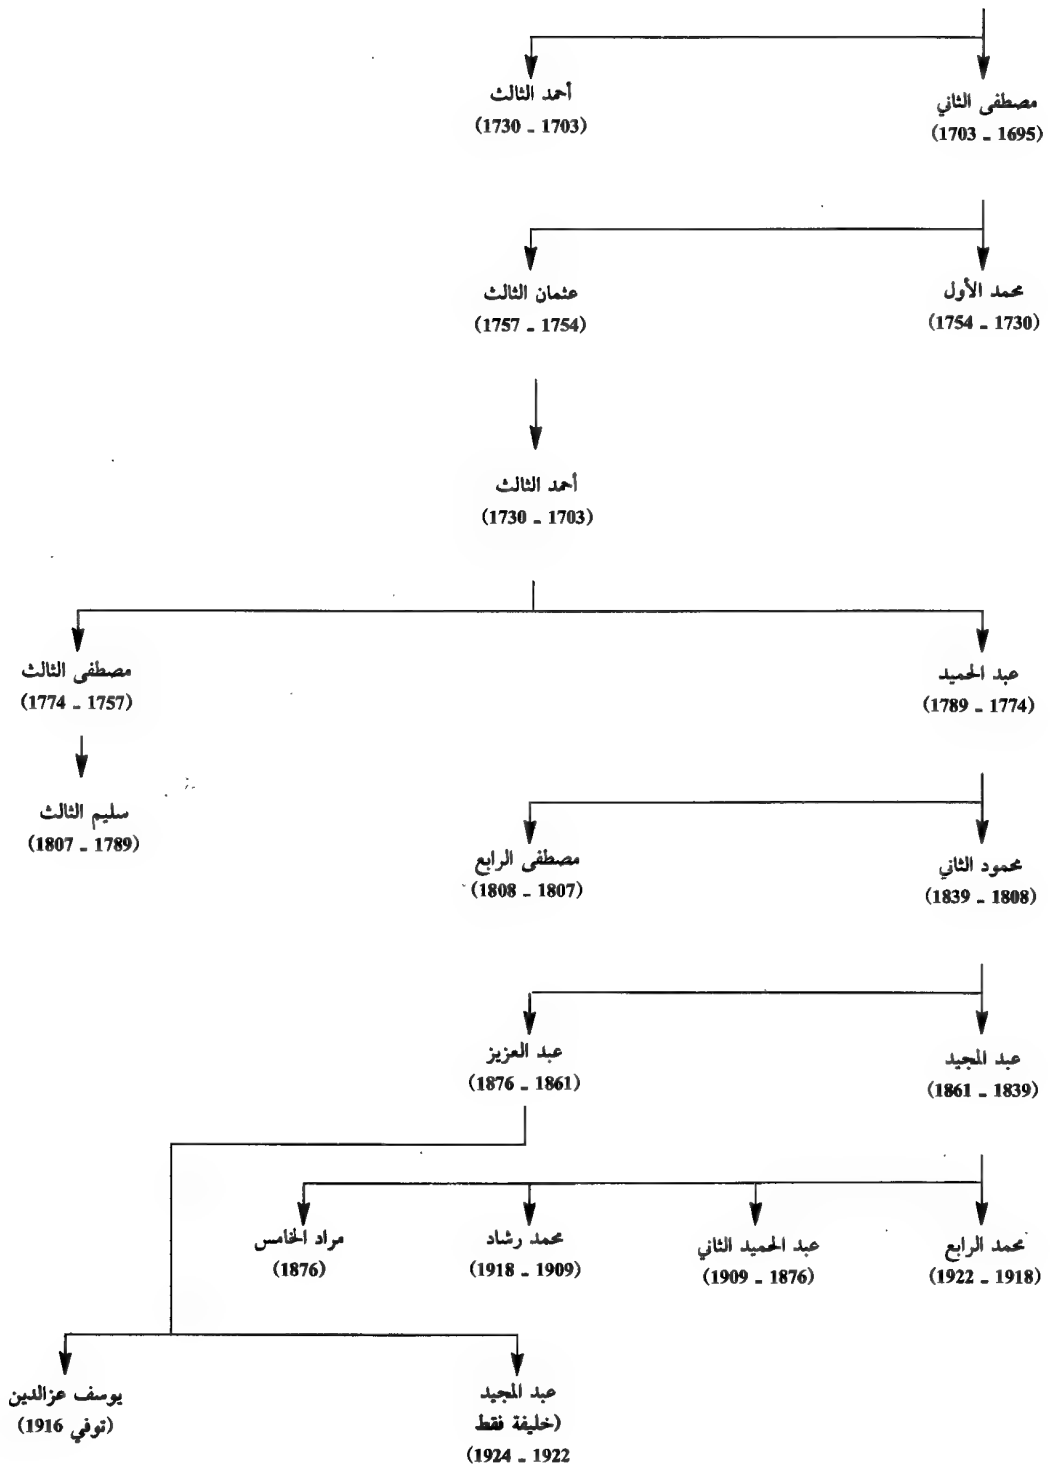 مصطفى الثاني
(1695 - 1703)
أحمد الثالث
(1703 - 1730)
محمد الأول
(1730 - 1754)
عثمان الثالث
(1754 - 1757)
أحمد الثالث
(1703 - 1730)
عبد الحميد
(1774 - 1789)
مصطفى الثالث
(1757 - 1774)
سليم الثالث
(1789 - 1807)
محمود الثاني
(1808 - 1839)
مصطفى الرابع
(1807 - 1808)
عبد المجيد
(1839 - 1861)
عبد العزيز
(1861 - 1876)
محمد الرابع
(1918 - 1922)
عبد الحميد الثاني
(1876 - 1909)
محمد رشاد
(1909 - 1918)
مراد الخامس
(1876)
عبد المجيد
(خليفة فقط
1922 - 1924)
يوسف عزالدين
(توفي 1916)